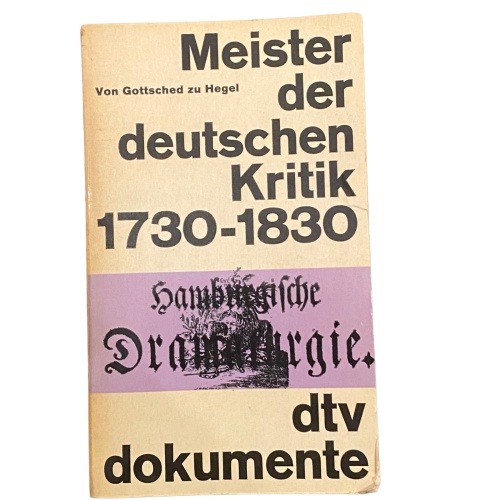 Meister
Von Gottsched zu Hegel
der
deutschen
Kritik
1730-1830
Hamburgische
Dramaturgie.
dtv
dokumente